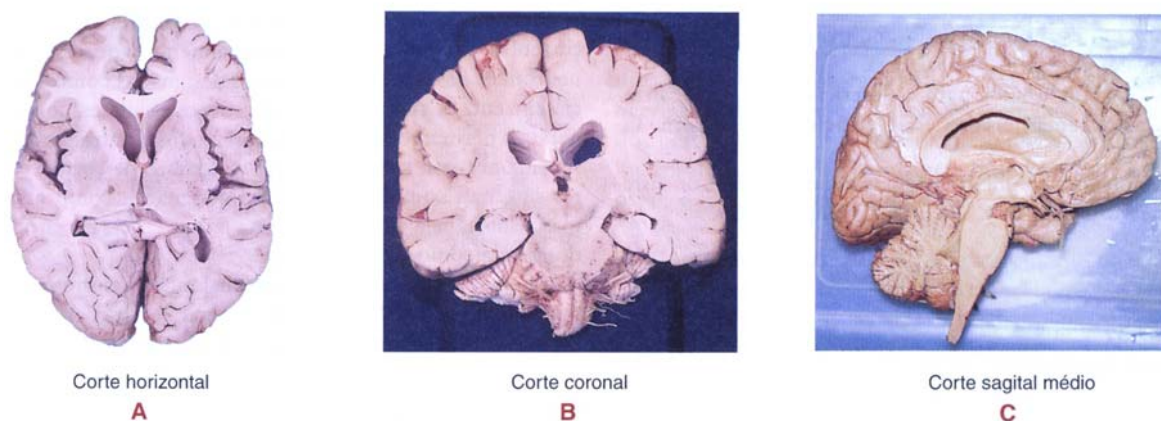 Corte horizontal
A
Corte coronal
B
Corte sagital médio
C